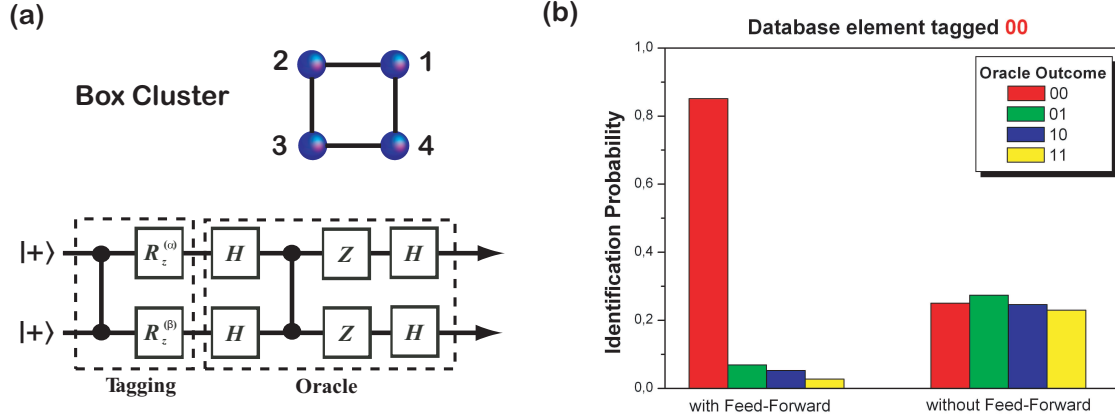 (a)
2 1
Box Cluster
3 4
|+⟩ R_z^(α) H Z H
|+⟩ R_z^(β) H Z H
Tagging Oracle
(b)
Database element tagged 00
1,0
0,8
0,6
0,4
0,2
0,0
Identification Probability
Oracle Outcome
00
01
10
11
with Feed-Forward without Feed-Forward